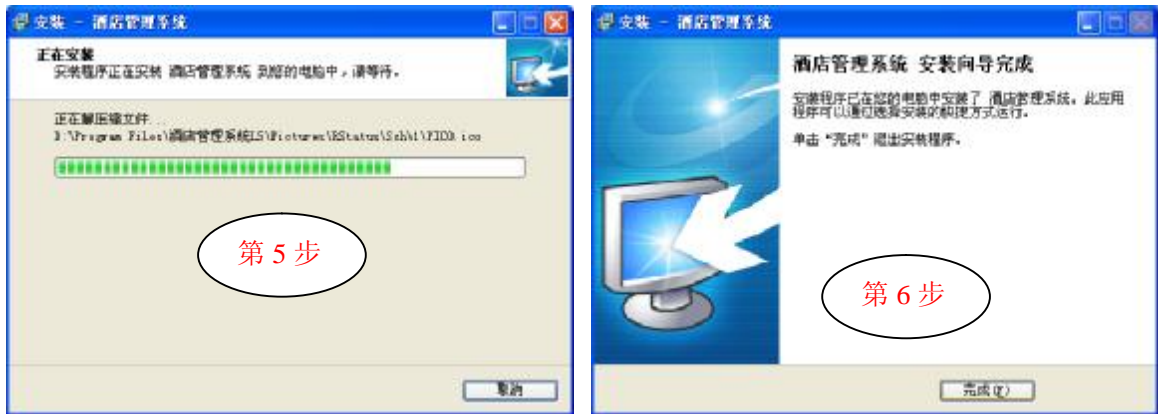 安装 - 酒店管理系统
正在安装
安装程序正在安装 酒店管理系统 到您的电脑中，请等待。
正在解压缩文件...
第 5 步
取消
安装 - 酒店管理系统
酒店管理系统 安装向导完成
安装程序已在您的电脑中安装了 酒店管理系统。此应用
程序可以通过选择安装的快捷方式运行。
单击“完成”退出安装程序。
第 6 步
完成(F)